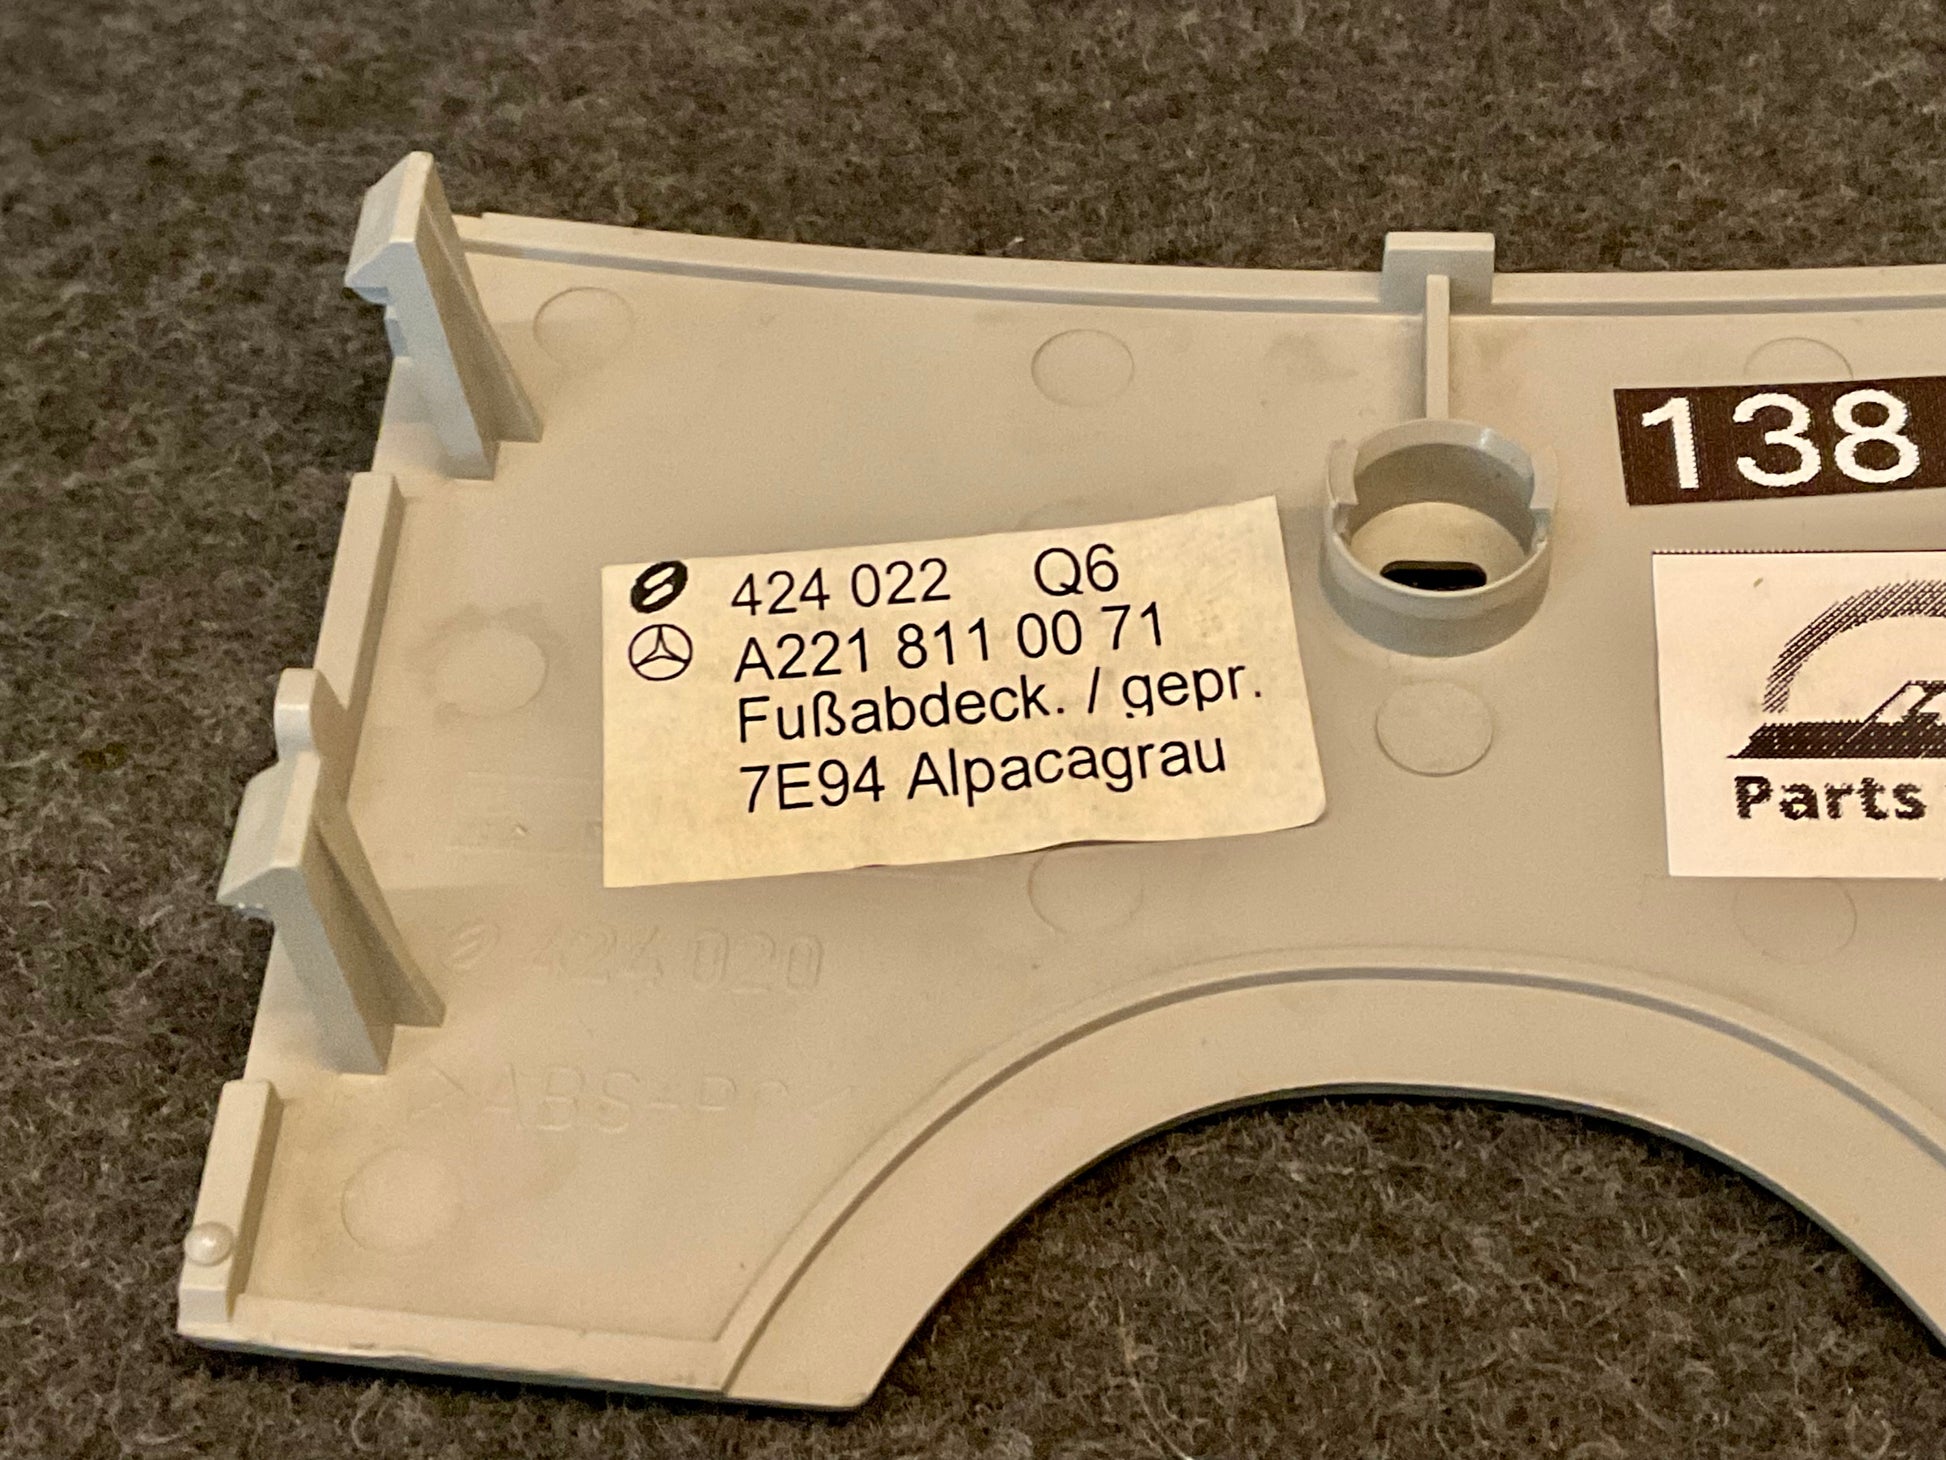 138
424 022 Q6
A221 811 00 71
Fußabdeck. / gepr.
7E94 Alpacagrau
Parts
424 020